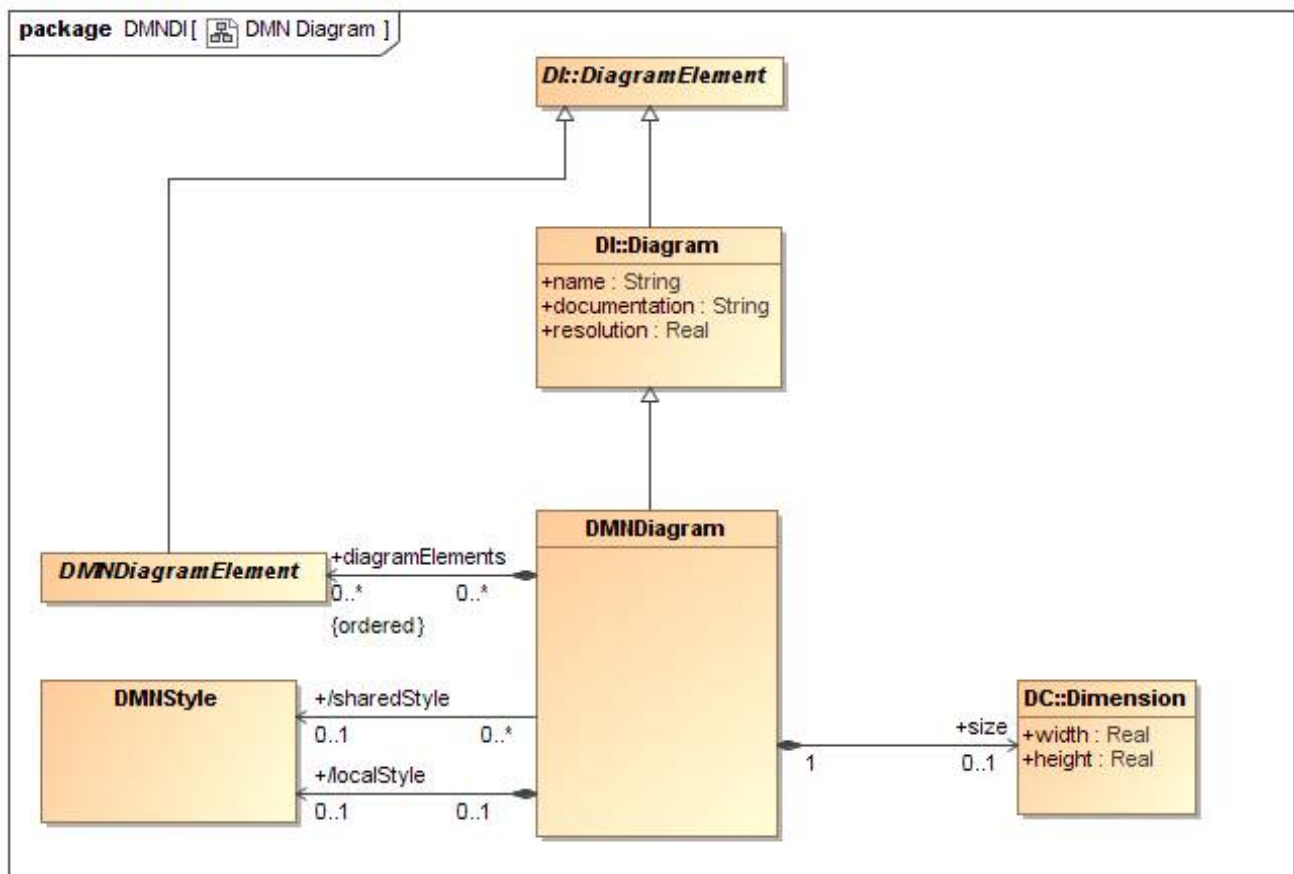 package DMNDI[ DMN Diagram ]
DI::DiagramElement
DI::Diagram
+name : String
+documentation : String
+resolution : Real
DMNDiagram
DMNDiagramElement
+diagramElements
0..* 0..*
{ordered}
DMNStyle
+/sharedStyle
0..1 0..*
+/localStyle
0..1 0..1
+size
1 0..1
DC::Dimension
+width : Real
+height : Real